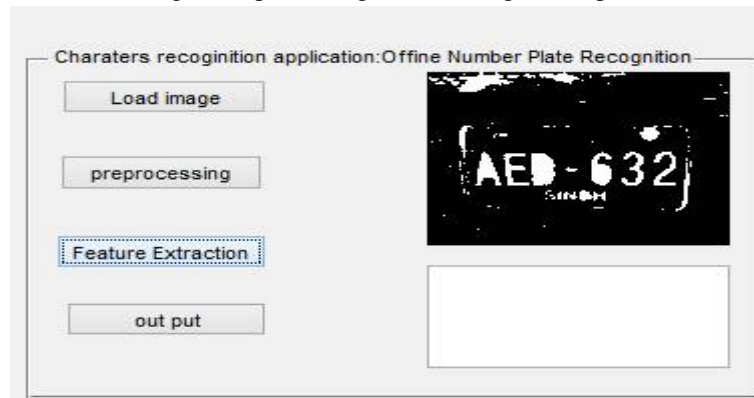 Charaters recoginition application:Offine Number Plate Recognition
Load image
preprocessing
AED-632
Feature Extraction
out put